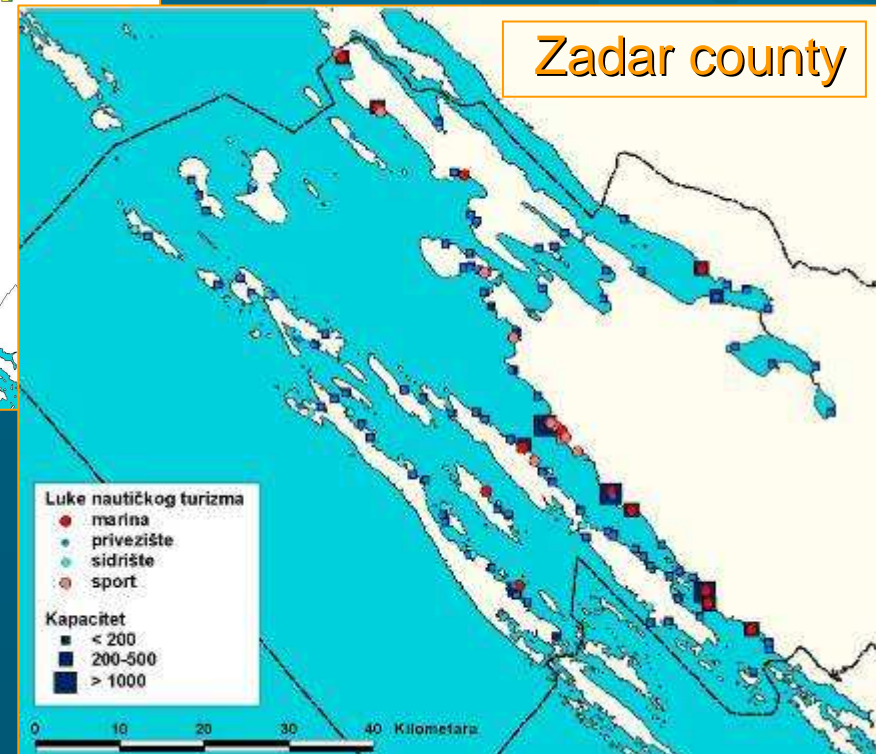 Zadar county
Luke nautičkog turizma
marina
privezište
sidrište
sport
Kapacitet
< 200
200-500
> 1000
0 10 20 30 40 Kilometara